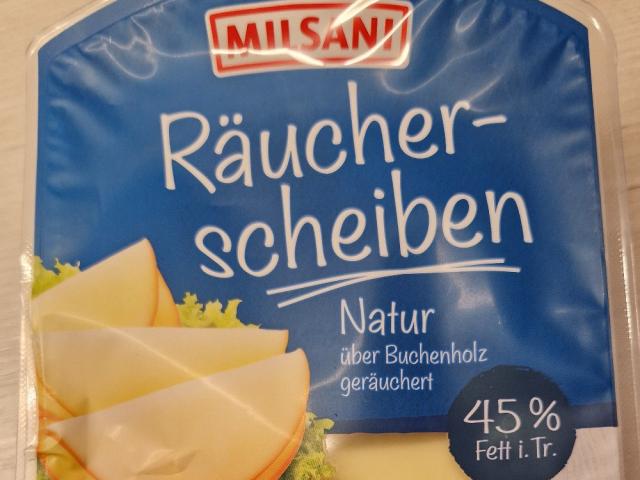 MILSANI
Räucher-
scheiben
Natur
über Buchenholz
geräuchert
45%
Fett i. Tr.